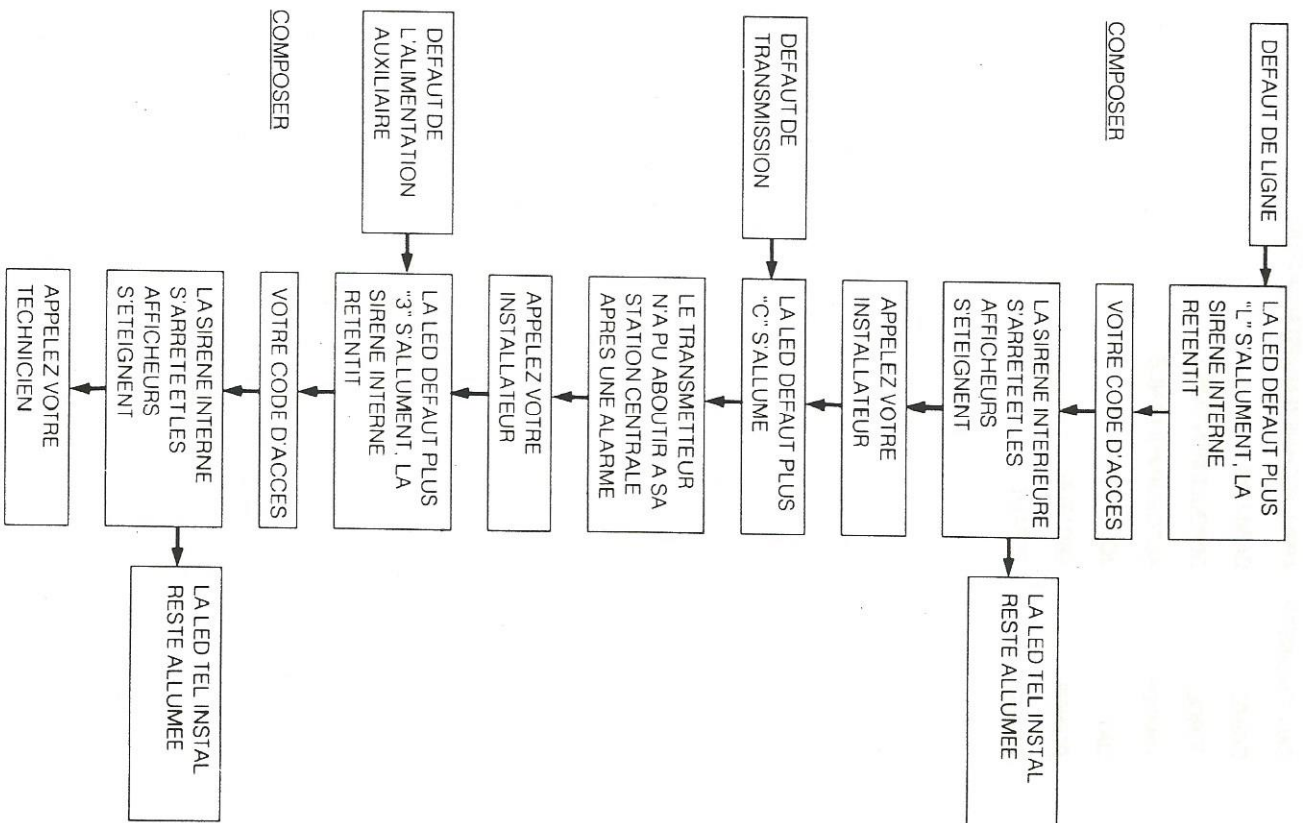 DEFAUT DE LIGNE
LA LED DEFAUT PLUS
"L" S'ALLUMENT, LA
SIRENE INTERNE
RETENTIT
COMPOSER
VOTRE CODE D'ACCES
LA SIRENE INTERIEURE
S'ARRETE ET LES
AFFICHEURS
S'ETEIGNENT
LA LED TEL INSTAL
RESTE ALLUMEE
APPELEZ VOTRE
INSTALLATEUR
DEFAUT DE
TRANSMISSION
LA LED DEFAUT PLUS
"C" S'ALLUME
LE TRANSMETTEUR
N'A PU ABOUTIR A SA
STATION CENTRALE
APRES UNE ALARME
APPELEZ VOTRE
INSTALLATEUR
DEFAUT DE
L'ALIMENTATION
AUXILIAIRE
LA LED DEFAUT PLUS
"3" S'ALLUMENT, LA
SIRENE INTERNE
RETENTIT
COMPOSER
VOTRE CODE D'ACCES
LA SIRENE INTERNE
S'ARRETE ET LES
AFFICHEURS
S'ETEIGNENT
LA LED TEL INSTAL
RESTE ALLUMEE
APPELEZ VOTRE
TECHNICIEN